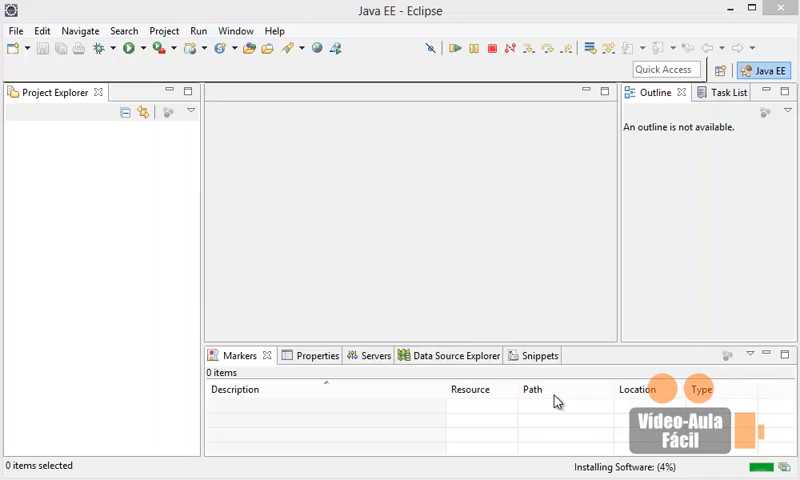 Java EE - Eclipse
File Edit Navigate Search Project Run Window Help
Quick Access
Java EE
Project Explorer
Outline
Task List
An outline is not available.
Markers
Properties
Servers
Data Source Explorer
Snippets
0 items
Description
Resource
Path
Location
Type
Vídeo-Aula
Fácil
0 items selected
Installing Software: (4%)